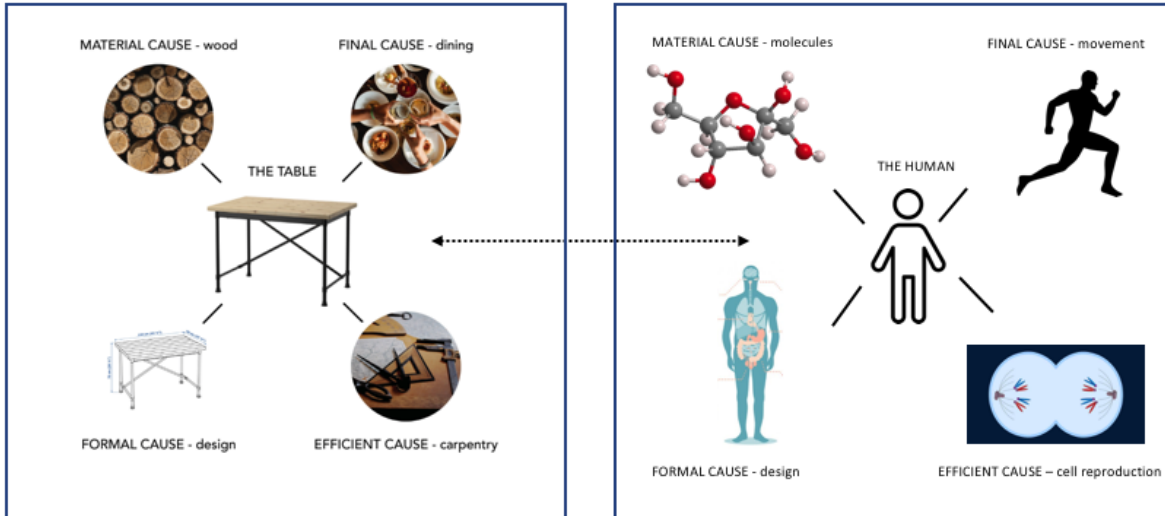 MATERIAL CAUSE - wood
FINAL CAUSE - dining
THE TABLE
FORMAL CAUSE - design
EFFICIENT CAUSE - carpentry
MATERIAL CAUSE - molecules
FINAL CAUSE - movement
THE HUMAN
FORMAL CAUSE - design
EFFICIENT CAUSE – cell reproduction